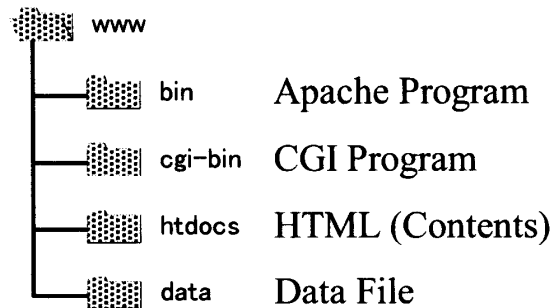 www
bin Apache Program
cgi-bin CGI Program
htdocs HTML (Contents)
data Data File